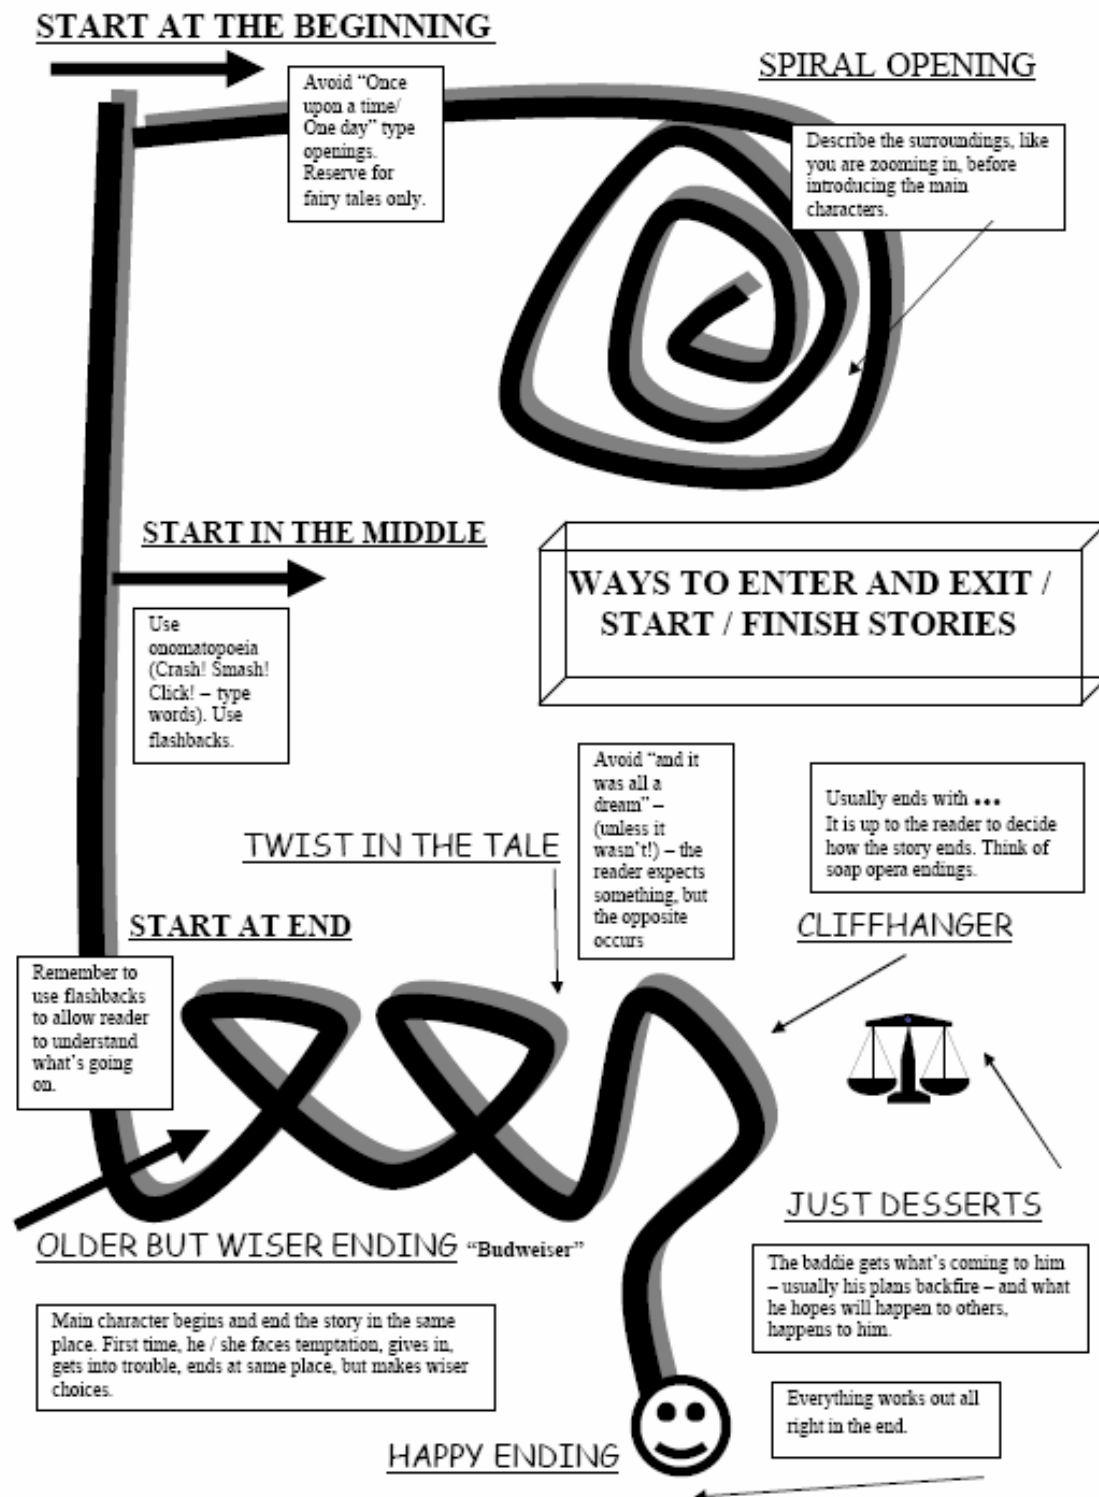 START AT THE BEGINNING
Avoid “Once
upon a time/
One day” type
openings.
Reserve for
fairy tales only.
SPIRAL OPENING
Describe the surroundings, like
you are zooming in, before
introducing the main
characters.
START IN THE MIDDLE
Use
onomatopoeia
(Crash! Smash!
Click! – type
words). Use
flashbacks.
WAYS TO ENTER AND EXIT /
START / FINISH STORIES
TWIST IN THE TALE
Avoid “and it
was all a
dream” –
(unless it
wasn’t!) – the
reader expects
something, but
the opposite
occurs
Usually ends with •••
It is up to the reader to decide
how the story ends. Think of
soap opera endings.
CLIFFHANGER
START AT END
Remember to
use flashbacks
to allow reader
to understand
what’s going
on.
OLDER BUT WISER ENDING “Budweiser”
Main character begins and end the story in the same
place. First time, he / she faces temptation, gives in,
gets into trouble, ends at same place, but makes wiser
choices.
JUST DESSERTS
The baddie gets what’s coming to him
– usually his plans backfire – and what
he hopes will happen to others,
happens to him.
Everything works out all
right in the end.
HAPPY ENDING